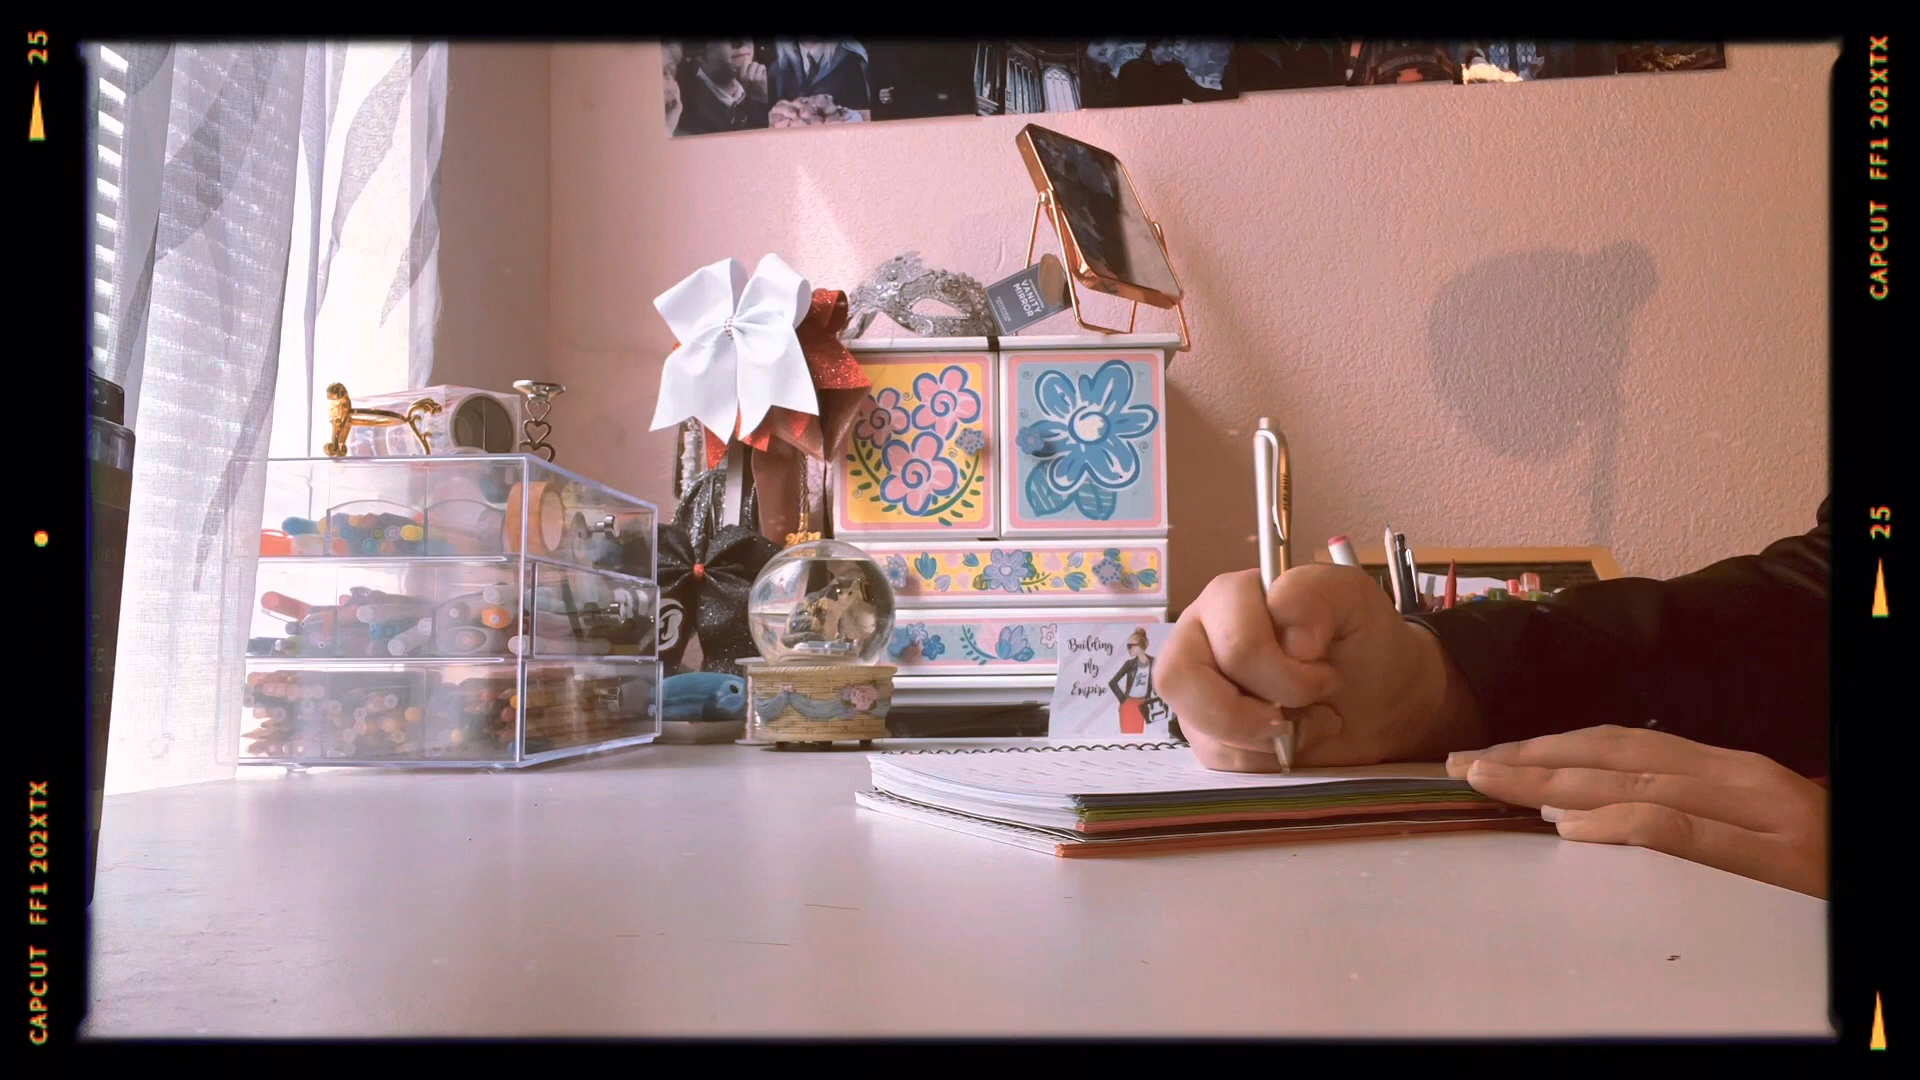 25
CAPCUT FF1 202XTX
CAPCUT FF1 202XTX
25
VANITY
MIRROR
Building
My
Empire